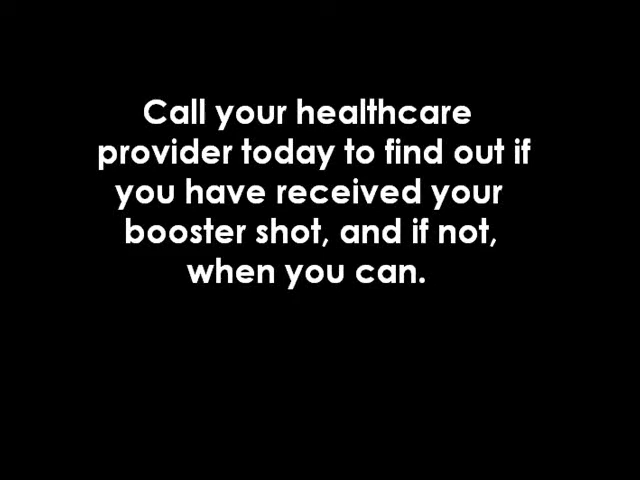 Call your healthcare
provider today to find out if
you have received your
booster shot, and if not,
when you can.